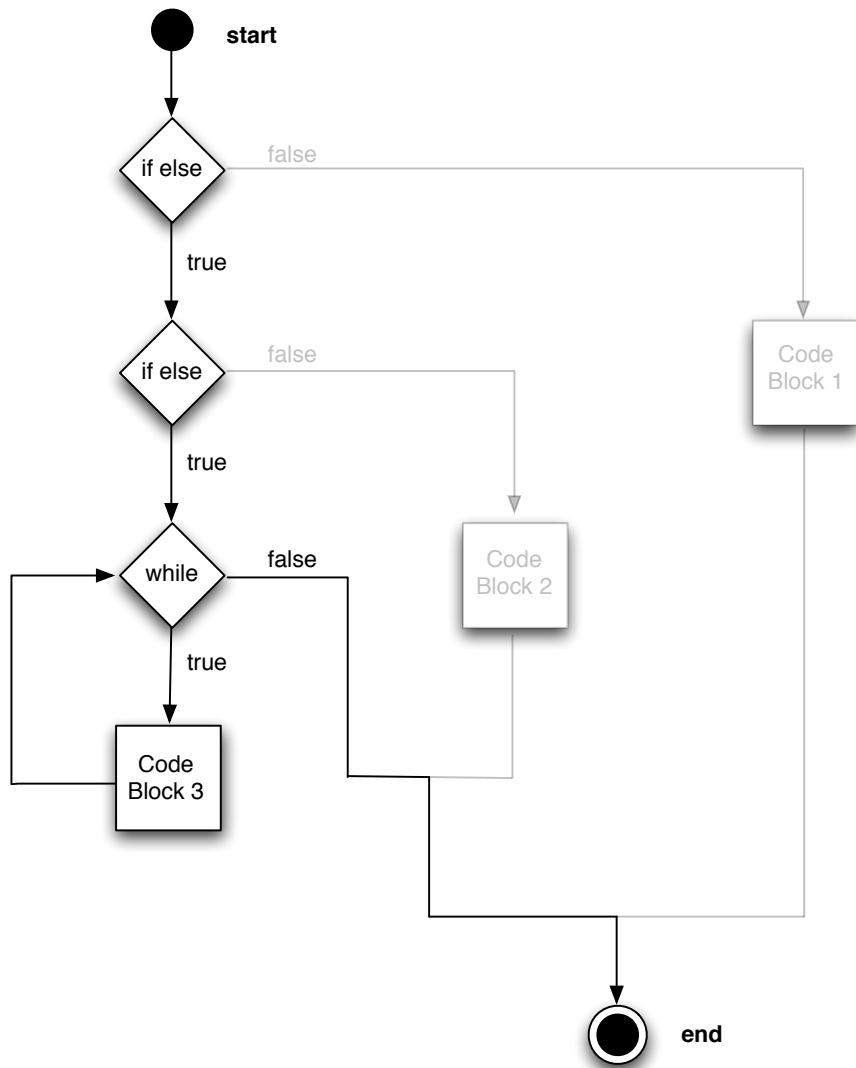 start
if else
false
true
if else
false
Code
Block 1
true
while
false
Code
Block 2
true
Code
Block 3
end